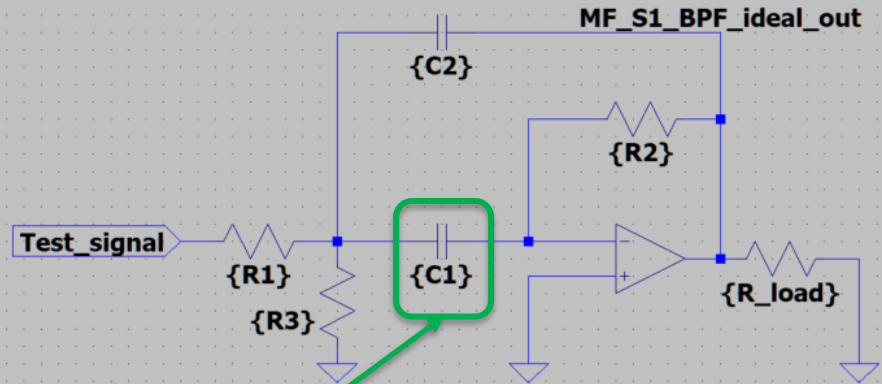 MF_S1_BPF_ideal_out
{C2}
{R2}
Test_signal
{R1}
{C1}
{R3}
{R_load}